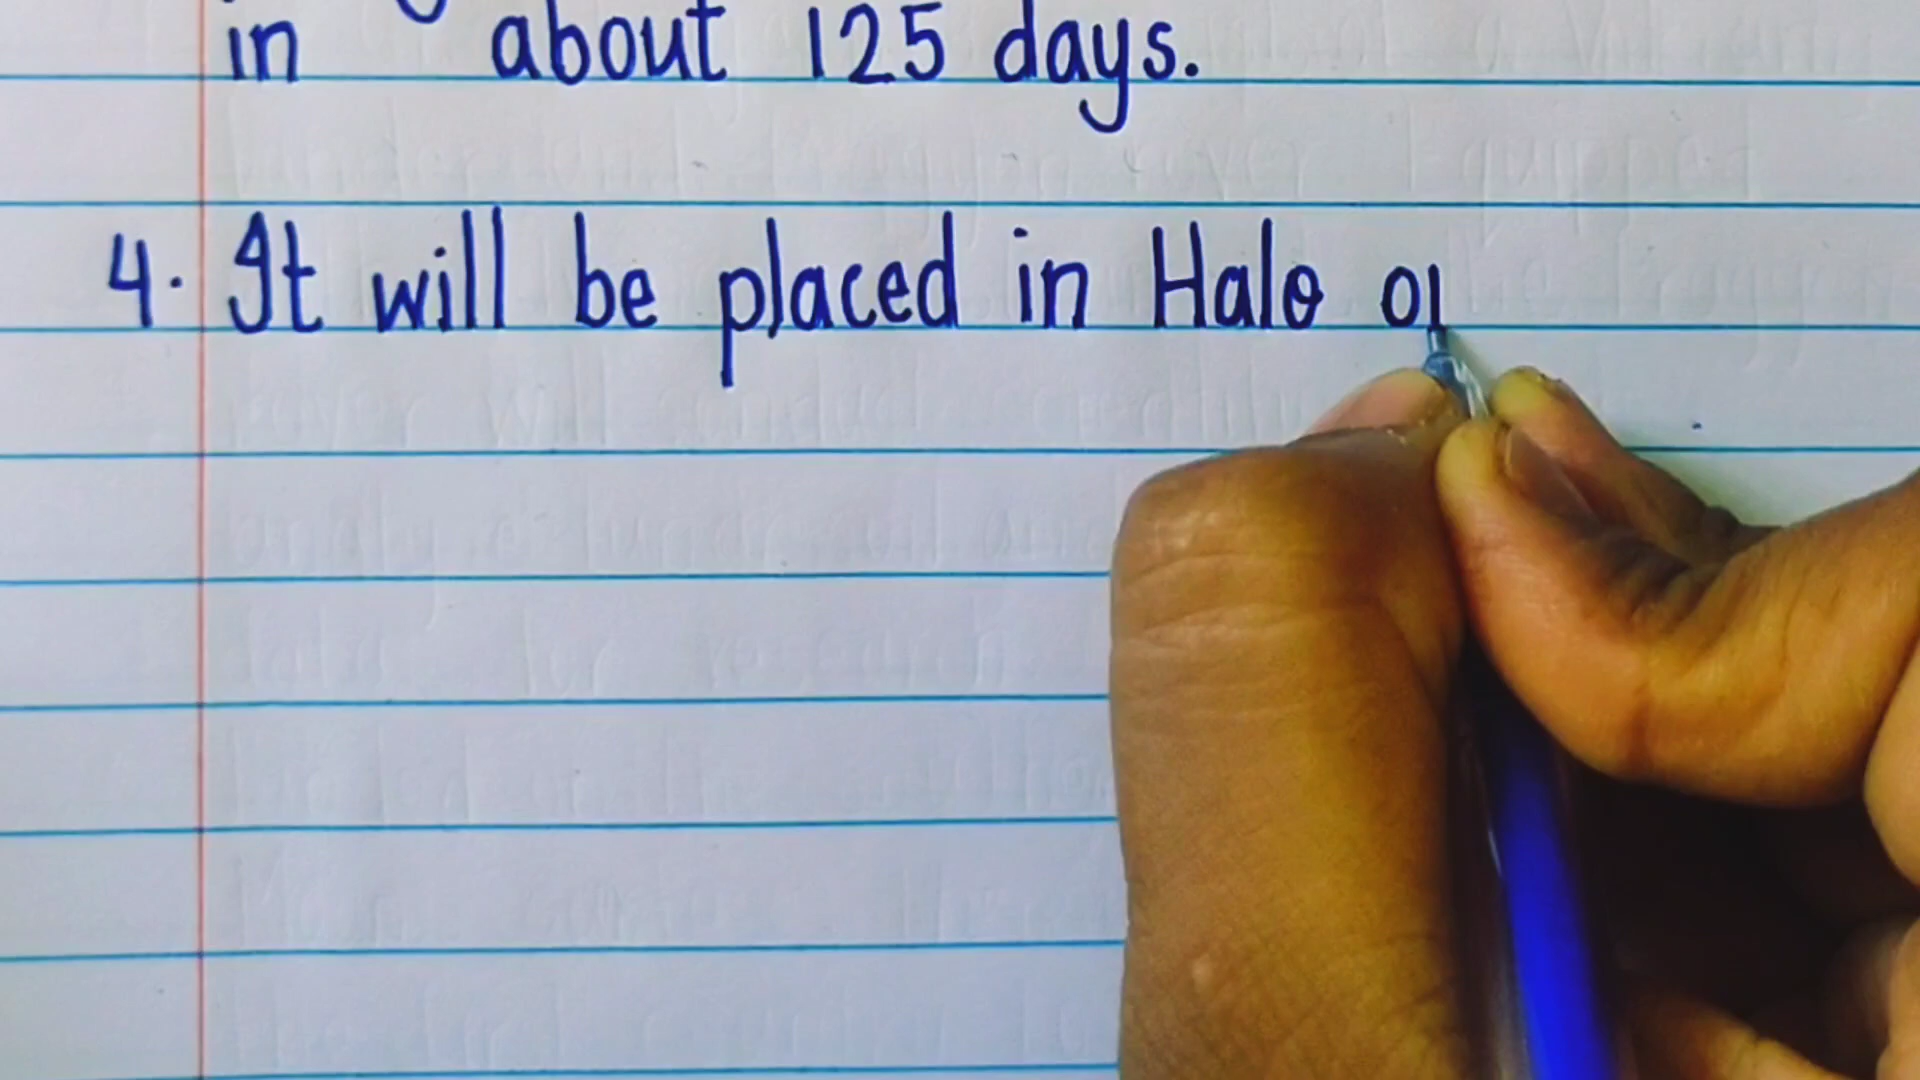 in about 125 days.
4. It will be placed in Halo o